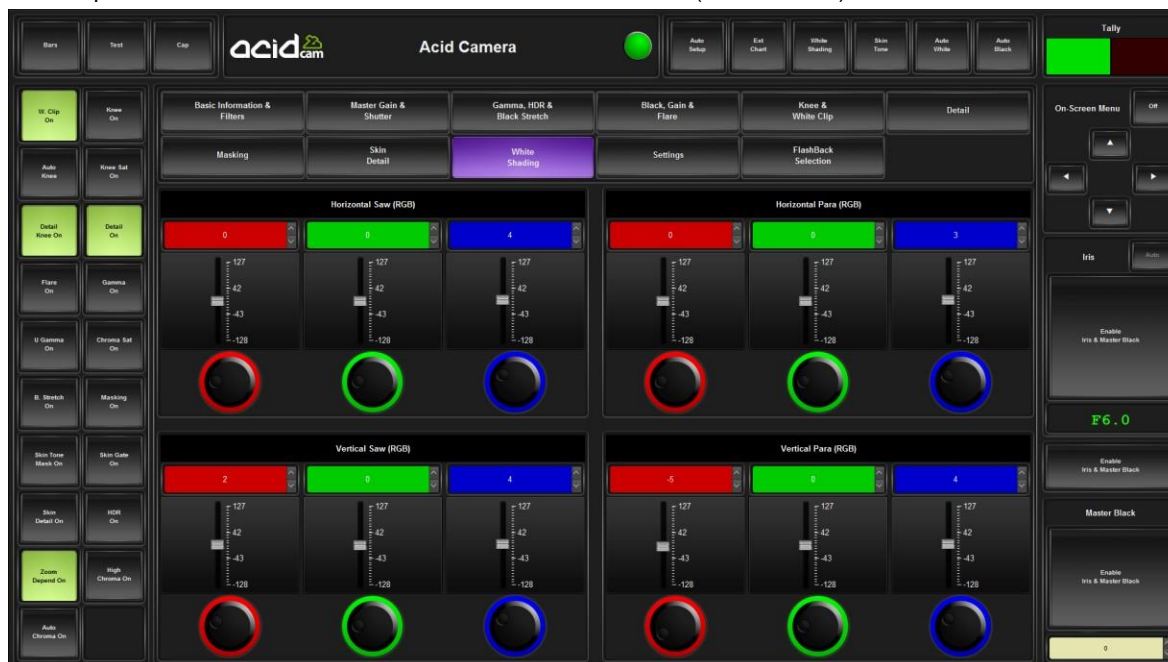 Bars
Test
Cap
acid cam
Acid Camera
Auto
Setup
Ext
Chart
White
Shading
Skin
Tone
Auto
White
Auto
Black
Tally
W. Clip
On
Knee
On
Auto
Knee
Knee Sat
On
Detail
Knee On
Detail
On
Flare
On
Gamma
On
U Gamma
On
Chroma Sat
On
B. Stretch
On
Masking
On
Skin Tone
Mask On
Skin Gate
On
Skin
Detail On
HDR
On
Zoom
Depend On
High
Chroma On
Auto
Chroma On
Basic Information &
Filters
Master Gain &
Shutter
Gamma, HDR &
Black Stretch
Black, Gain &
Flare
Knee &
White Clip
Detail
Masking
Skin
Detail
White
Shading
Settings
FlashBack
Selection
Horizontal Saw (RGB)
0
0
4
127
42
-43
-128
127
42
-43
-128
127
42
-43
-128
Horizontal Para (RGB)
0
0
3
127
42
-43
-128
127
42
-43
-128
127
42
-43
-128
Vertical Saw (RGB)
2
0
4
127
42
-43
-128
127
42
-43
-128
127
42
-43
-128
Vertical Para (RGB)
-5
0
4
127
42
-43
-128
127
42
-43
-128
127
42
-43
-128
On-Screen Menu
Off
Iris
Auto
Enable
Iris & Master Black
F6.0
Enable
Iris & Master Black
Master Black
Enable
Iris & Master Black
0